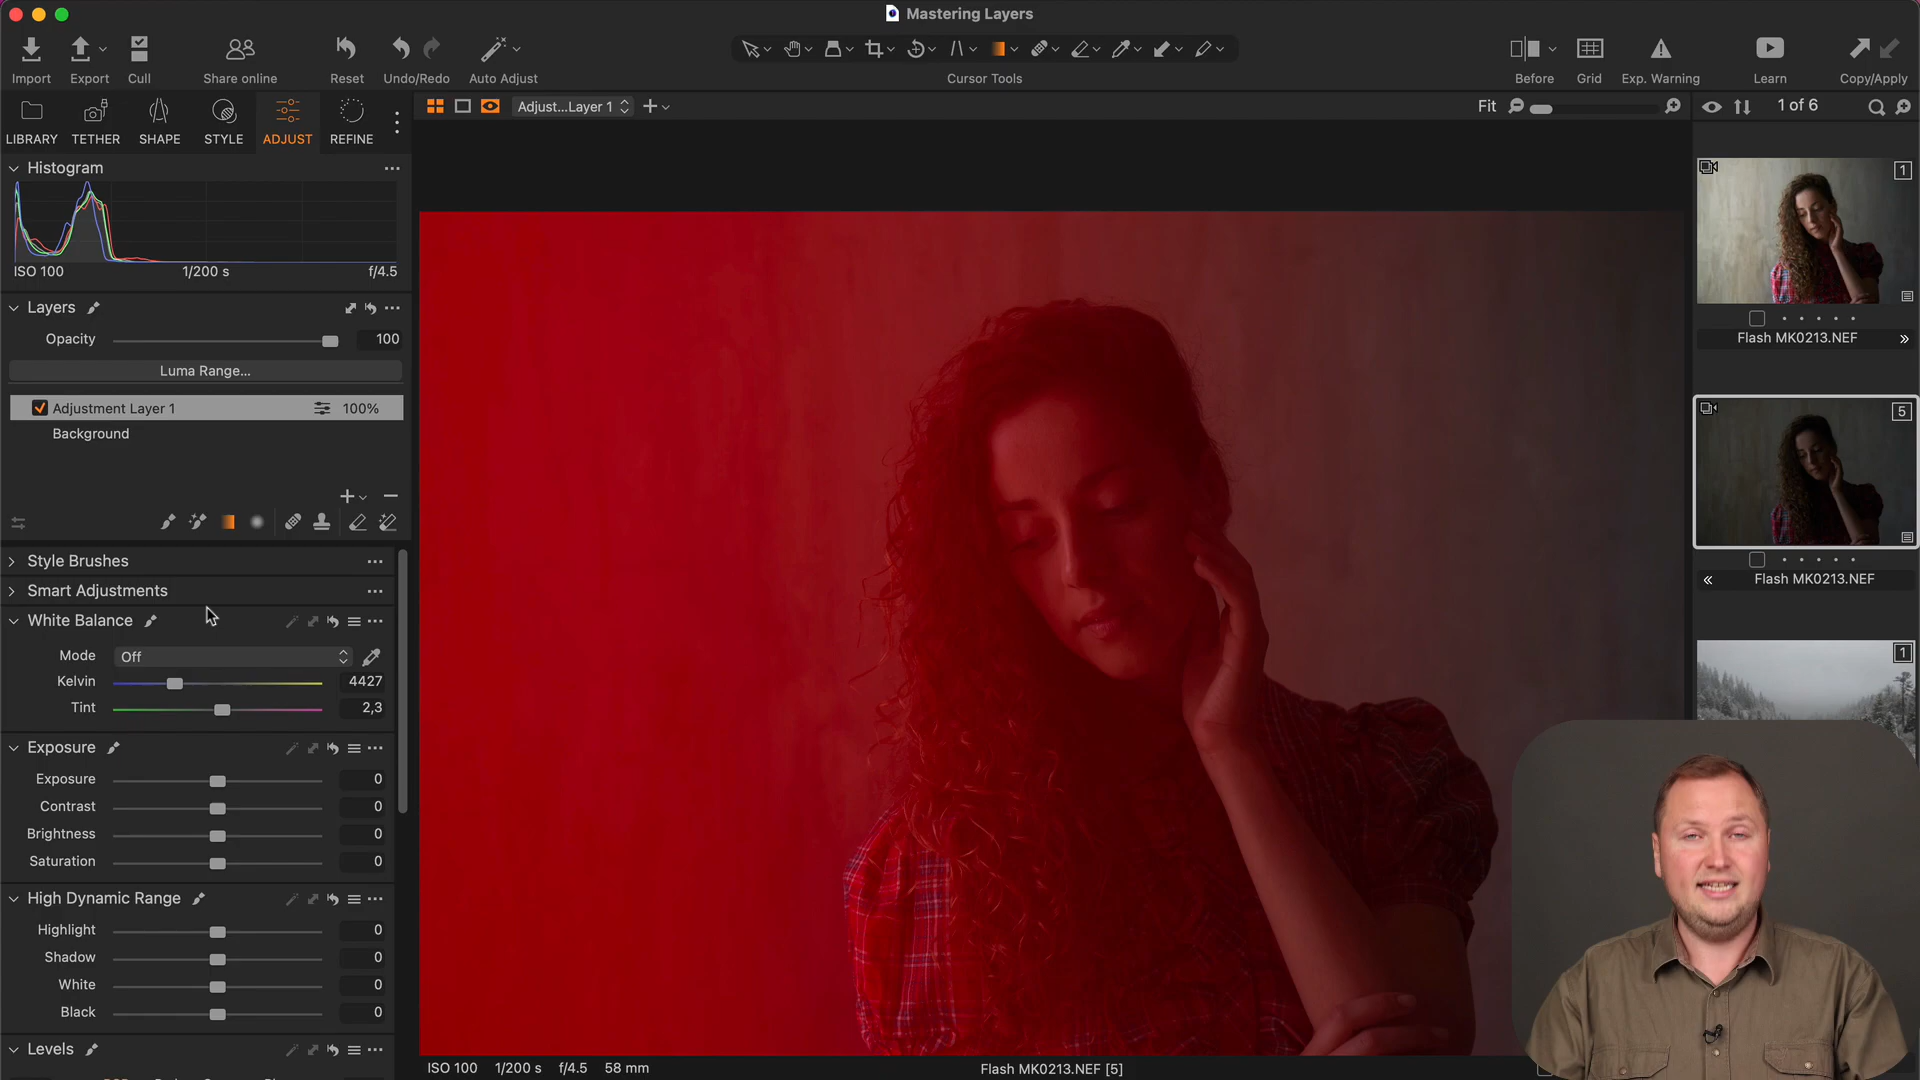 Mastering Layers
Import
Export
Cull
Share online
Reset
Undo/Redo
Auto Adjust
Cursor Tools
Before
Grid
Exp. Warning
Learn
Copy/Apply
LIBRARY
TETHER
SHAPE
STYLE
ADJUST
REFINE
Adjust...Layer 1
Fit
1 of 6
Histogram
ISO 100
1/200 s
f/4.5
Layers
Opacity
100
Luma Range...
Adjustment Layer 1
100%
Background
Style Brushes
Smart Adjustments
White Balance
Mode
Off
Kelvin
4427
Tint
2,3
Exposure
Exposure
0
Contrast
0
Brightness
0
Saturation
0
High Dynamic Range
Highlight
0
Shadow
0
White
0
Black
0
Levels
ISO 100
1/200 s
f/4.5
58 mm
Flash MK0213.NEF [5]
1
Flash MK0213.NEF
5
Flash MK0213.NEF
1